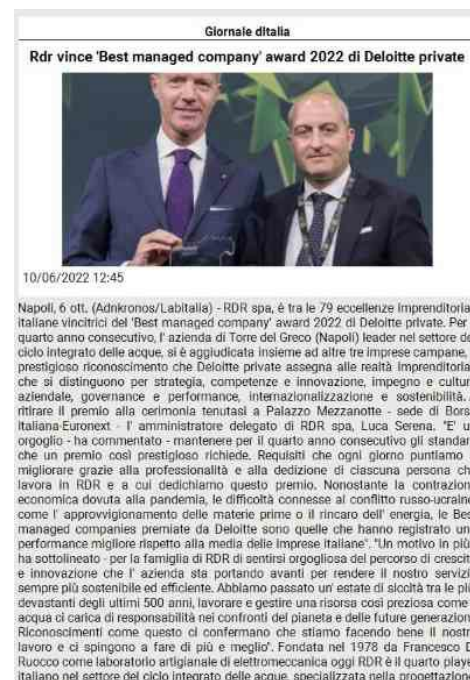 Giornale dItalia
Rdr vince 'Best managed company' award 2022 di Deloitte private
10/06/2022 12:45
Napoli, 6 ott. (Adnkronos/Labitalia) - RDR spa, è tra le 79 eccellenze imprenditoria
italiane vincitrici del 'Best managed company' award 2022 di Deloitte private. Per
quarto anno consecutivo, l' azienda di Torre del Greco (Napoli) leader nel settore de
ciclo integrato delle acque, si è aggiudicata insieme ad altre tre imprese campane,
prestigioso riconoscimento che Deloitte private assegna alle realtà imprenditoria
che si distinguono per strategia, competenze e innovazione, impegno e cultur
aziendale, governance e performance, internazionalizzazione e sostenibilità.
ritirare il premio alla cerimonia tenutasi a Palazzo Mezzanotte - sede di Bors
Italiana-Euronext - l' amministratore delegato di RDR spa, Luca Serena. "E' u
orgoglio - ha commentato - mantenere per il quarto anno consecutivo gli standar
che un premio così prestigioso richiede. Requisiti che ogni giorno puntiamo
migliorare grazie alla professionalità e alla dedizione di ciascuna persona ch
lavora in RDR e a cui dedichiamo questo premio. Nonostante la contrazion
economica dovuta alla pandemia, le difficoltà connesse al conflitto russo-ucrain
come l' approvvigionamento delle materie prime o il rincaro dell' energia, le Bes
managed companies premiate da Deloitte sono quelle che hanno registrato un
performance migliore rispetto alla media delle imprese italiane". "Un motivo in più
ha sottolineato - per la famiglia di RDR di sentirsi orgogliosa del percorso di crescit
e innovazione che l' azienda sta portando avanti per rendere il nostro servizi
sempre più sostenibile ed efficiente. Abbiamo passato un' estate di siccità tra le pi
devastanti degli ultimi 500 anni, lavorare e gestire una risorsa così preziosa come
acqua ci carica di responsabilità nei confronti del pianeta e delle future generazion
Riconoscimenti come questo ci confermano che stiamo facendo bene il nostr
lavoro e ci spingono a fare di più e meglio". Fondata nel 1978 da Francesco D
Ruocco come laboratorio artigianale di elettromeccanica oggi RDR è il quarto playe
italiano nel settore del ciclo integrato delle acque, specializzata nella progettazione